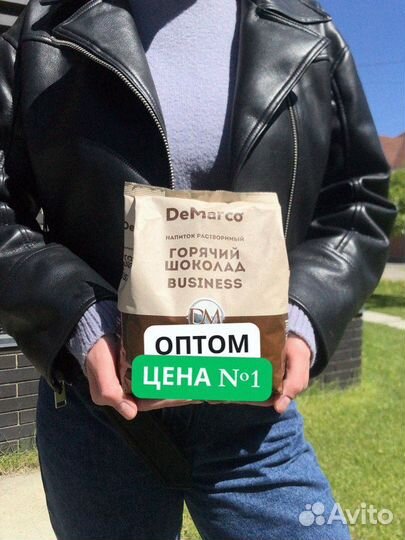 DeMarco
НАПИТОК РАСТВОРИМЫЙ
ГОРЯЧИЙ
ШОКОЛАД
BUSINESS
DM
ОПТОМ
ЦЕНА №1
Avito